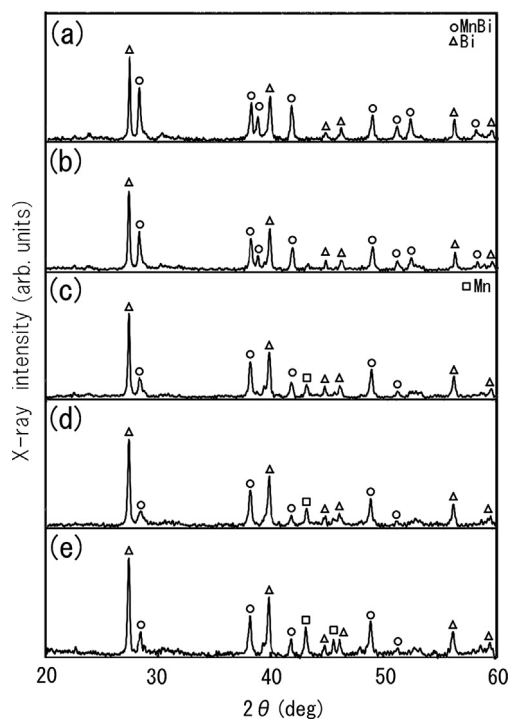 (a)
○MnBi
△Bi
(b)
(c)
□Mn
(d)
(e)
X-ray intensity (arb. units)
20 30 40 50 60
2θ (deg)